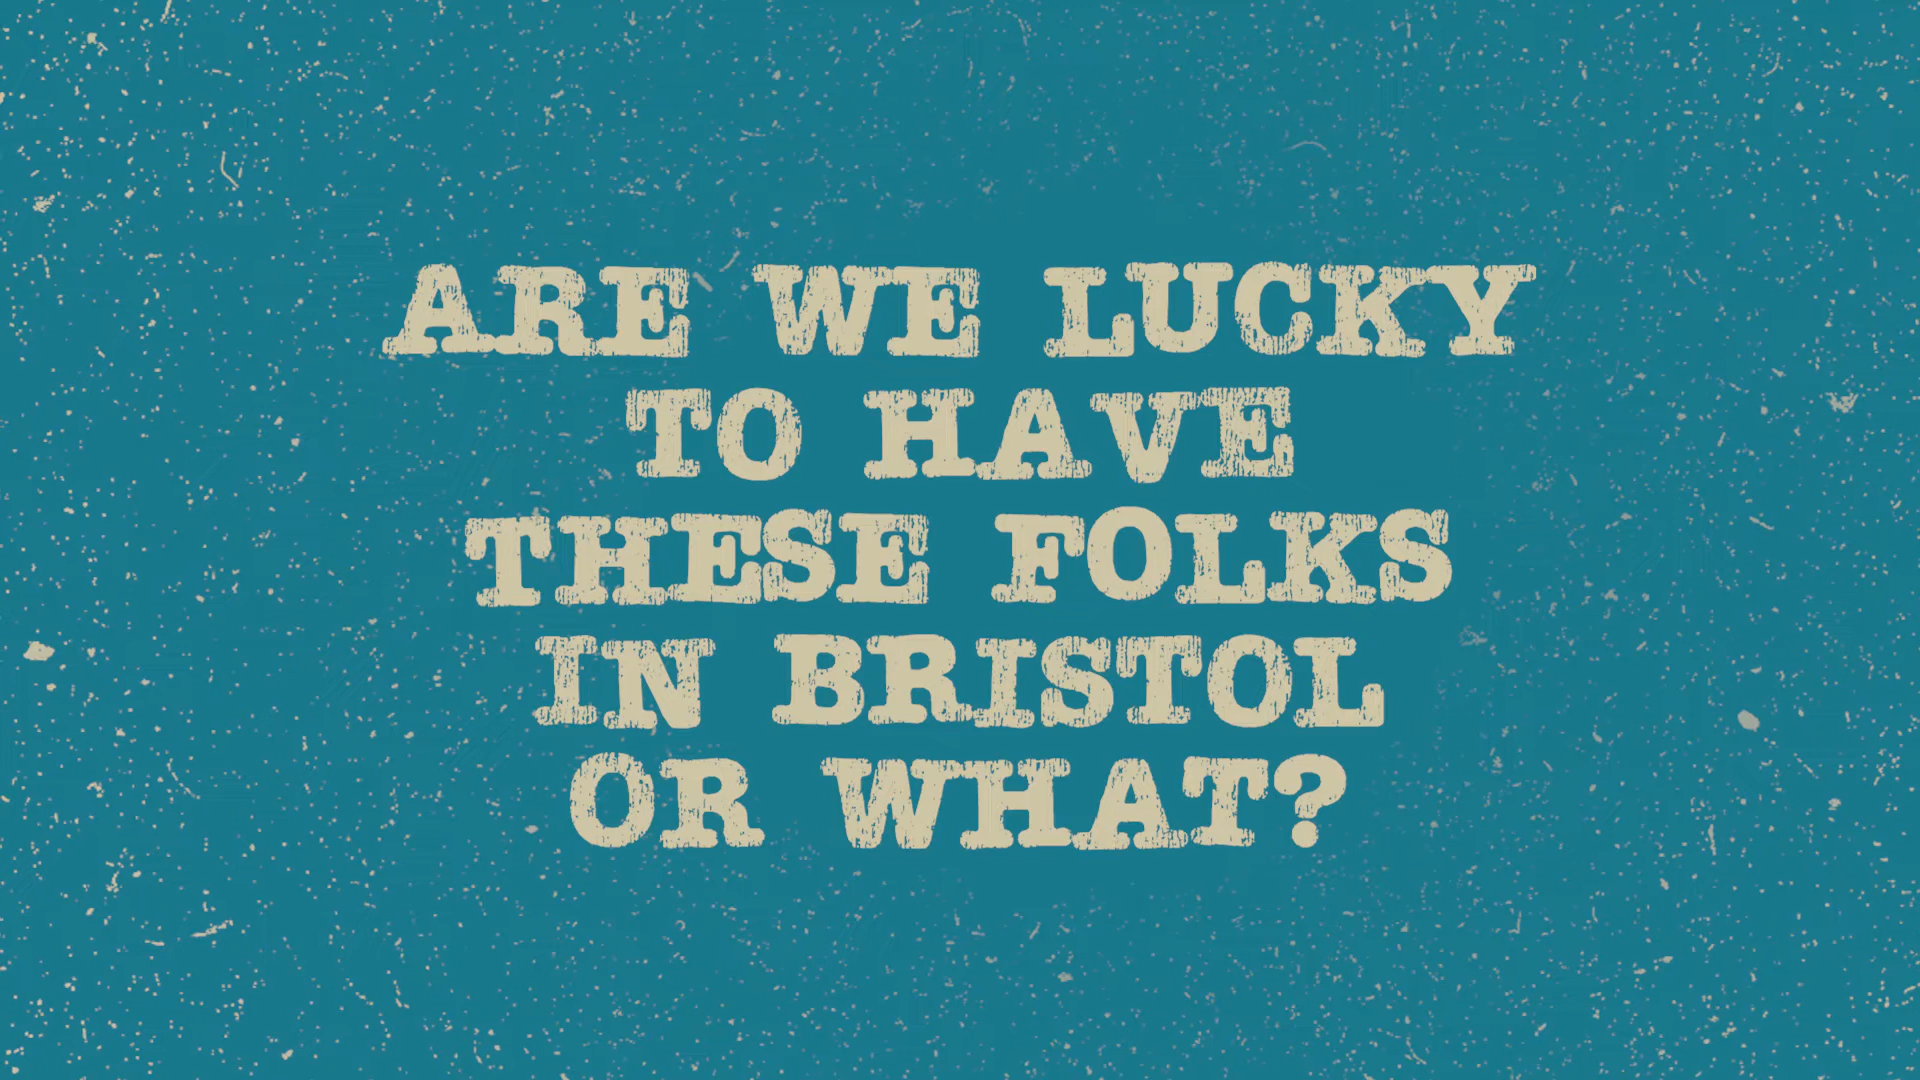 ARE WE LUCKY
TO HAVE
THESE FOLKS
IN BRISTOL
OR WHAT?